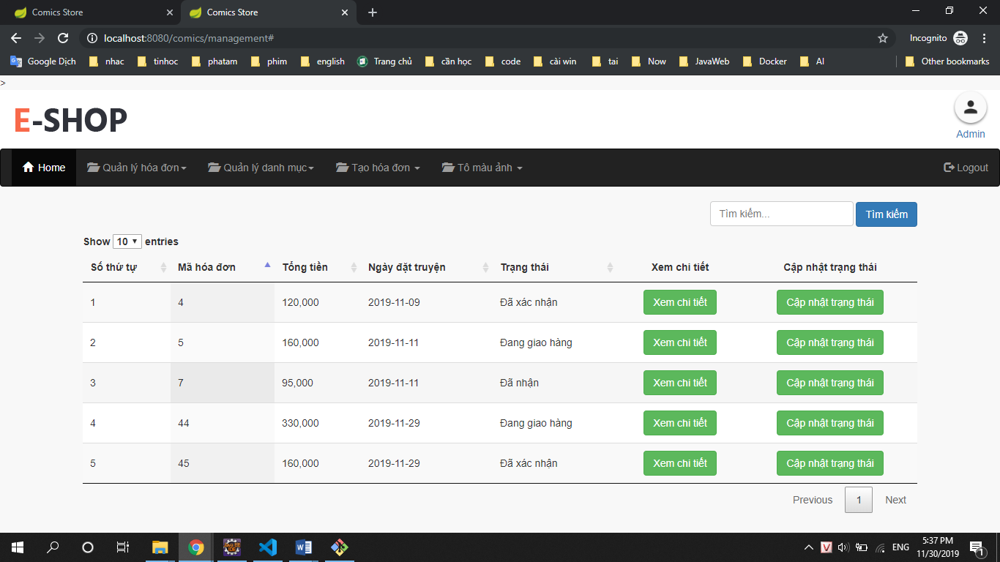 Comics Store
Comics Store
localhost:8080/comics/management#
Incognito
Google Dịch nhac tinhoc phatam phim english Trang chủ cần học code cài win tai Now JavaWeb Docker AI Other bookmarks
>
E-SHOP
Admin
Home Quản lý hóa đơn Quản lý danh mục Tạo hóa đơn Tô màu ảnh Logout
Tìm kiếm... Tìm kiếm
Show 10 entries
Số thứ tự Mã hóa đơn Tổng tiền Ngày đặt truyện Trạng thái Xem chi tiết Cập nhật trạng thái
1 4 120,000 2019-11-09 Đã xác nhận Xem chi tiết Cập nhật trạng thái
2 5 160,000 2019-11-11 Đang giao hàng Xem chi tiết Cập nhật trạng thái
3 7 95,000 2019-11-11 Đã nhận Xem chi tiết Cập nhật trạng thái
4 44 330,000 2019-11-29 Đang giao hàng Xem chi tiết Cập nhật trạng thái
5 45 160,000 2019-11-29 Đã xác nhận Xem chi tiết Cập nhật trạng thái
Previous 1 Next
Java EE
IDE
V ENG
5:37 PM
11/30/2019
1